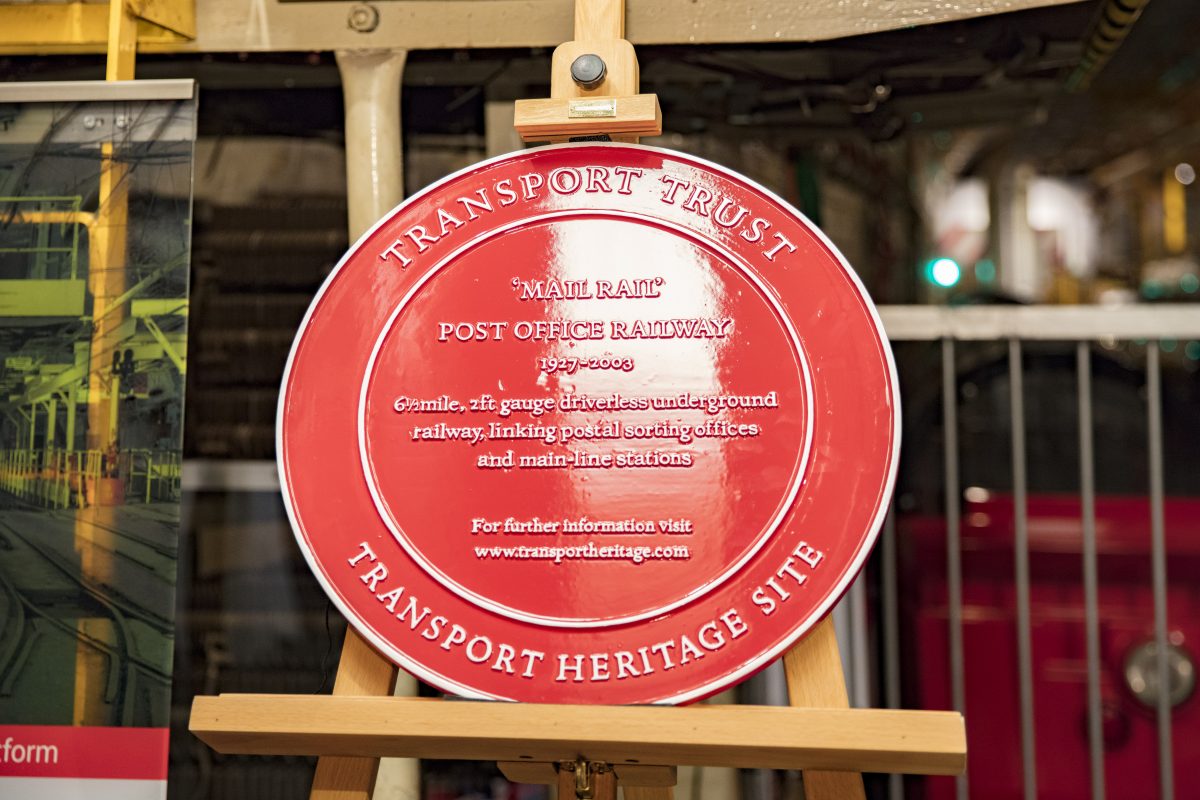 TRANSPORT TRUST
‘MAIL RAIL’
POST OFFICE RAILWAY
1927-2003
6½mile, 2ft gauge driverless underground
railway, linking postal sorting offices
and main-line stations
For further information visit
www.transportheritage.com
TRANSPORT HERITAGE SITE